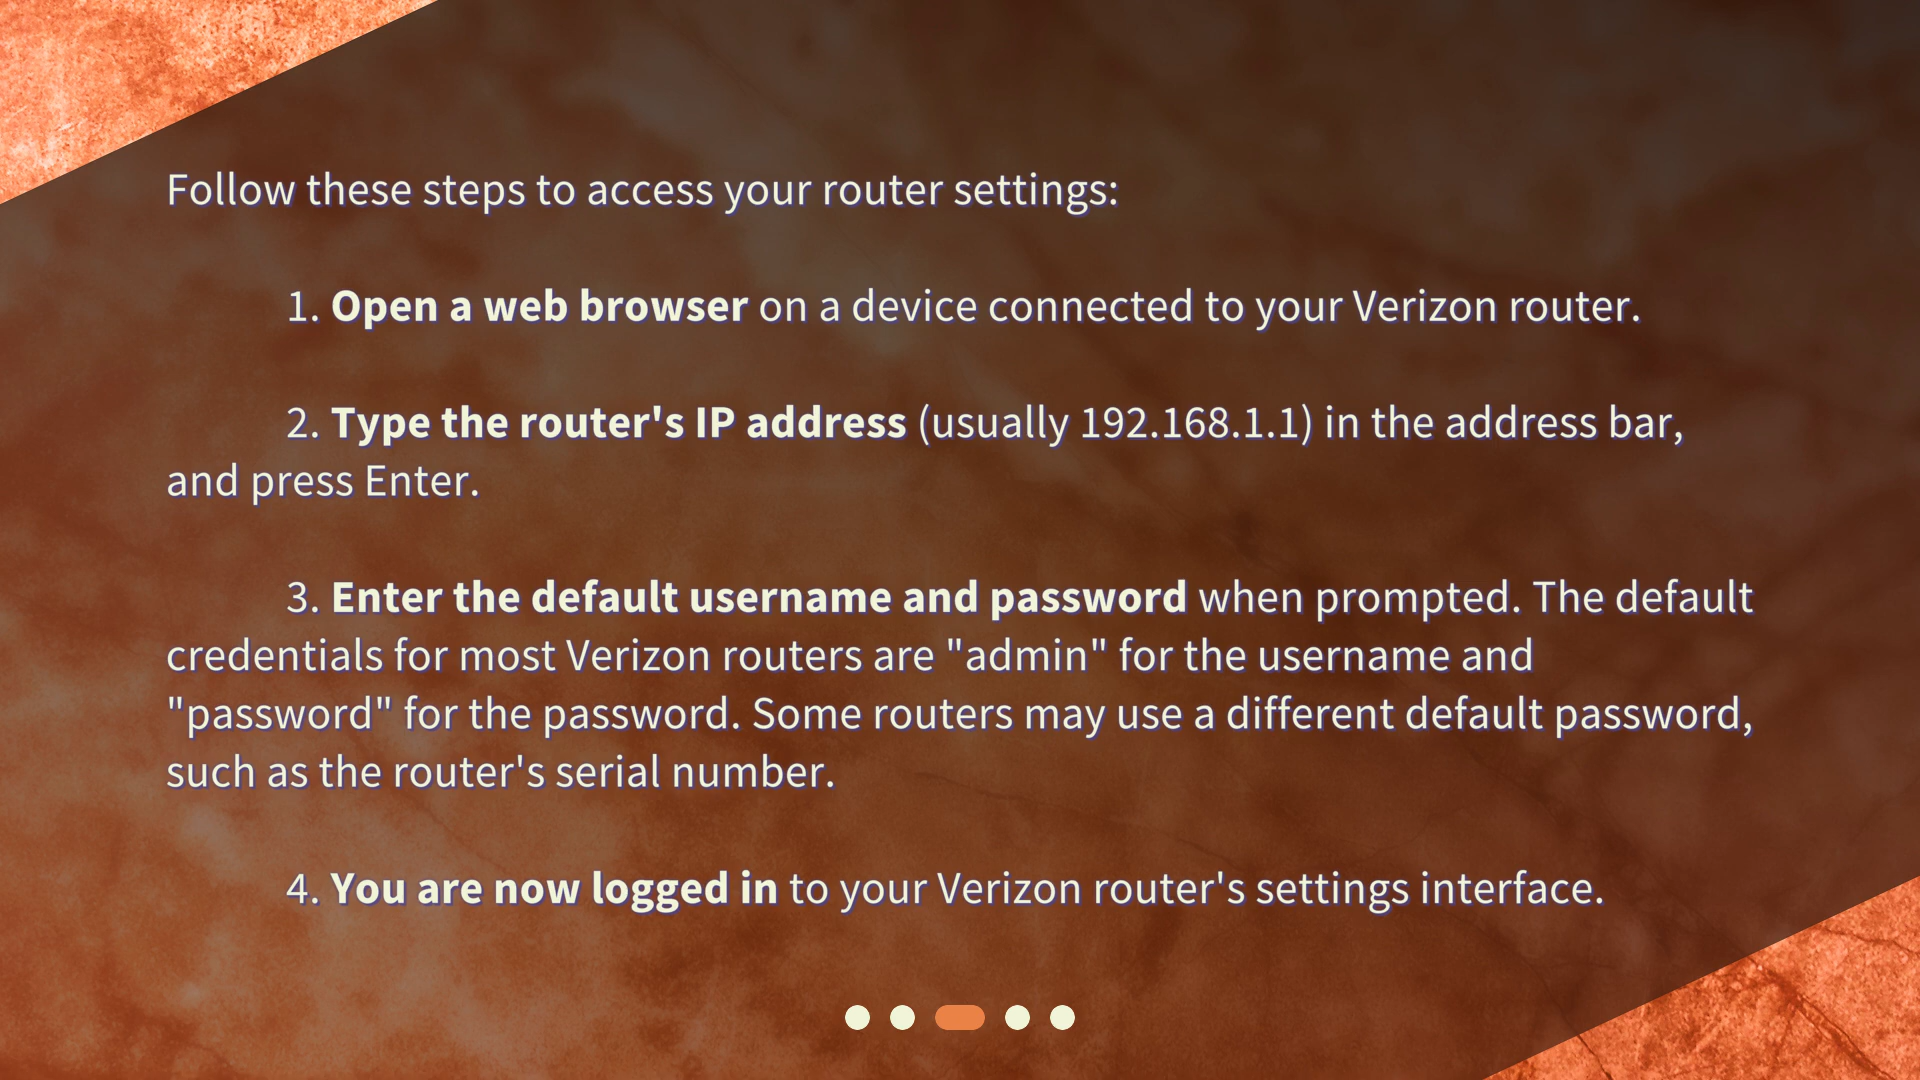 Follow these steps to access your router settings:
1. Open a web browser on a device connected to your Verizon router.
2. Type the router's IP address (usually 192.168.1.1) in the address bar,
and press Enter.
3. Enter the default username and password when prompted. The default
credentials for most Verizon routers are "admin" for the username and
"password" for the password. Some routers may use a different default password,
such as the router's serial number.
4. You are now logged in to your Verizon router's settings interface.